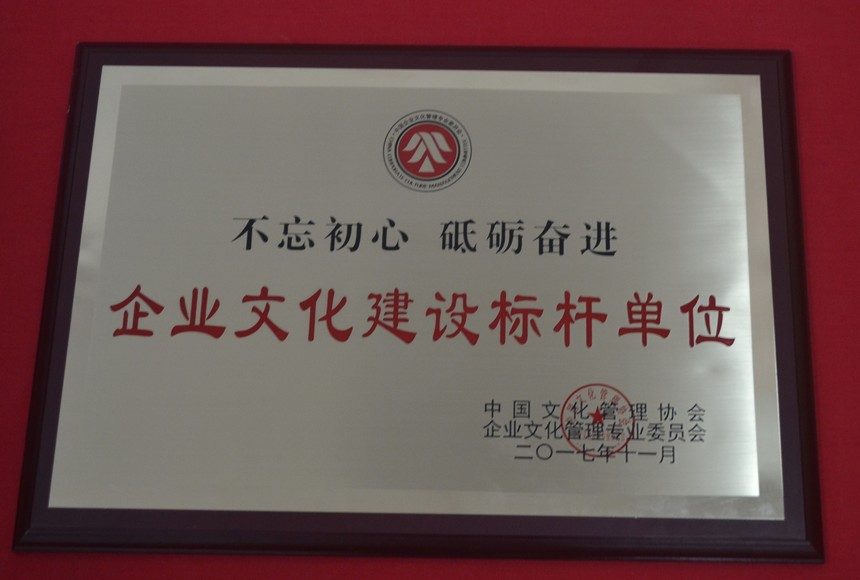 不忘初心 砥砺奋进
企业文化建设标杆单位
中国文化管理协会
企业文化管理专业委员会
二〇一七年十一月